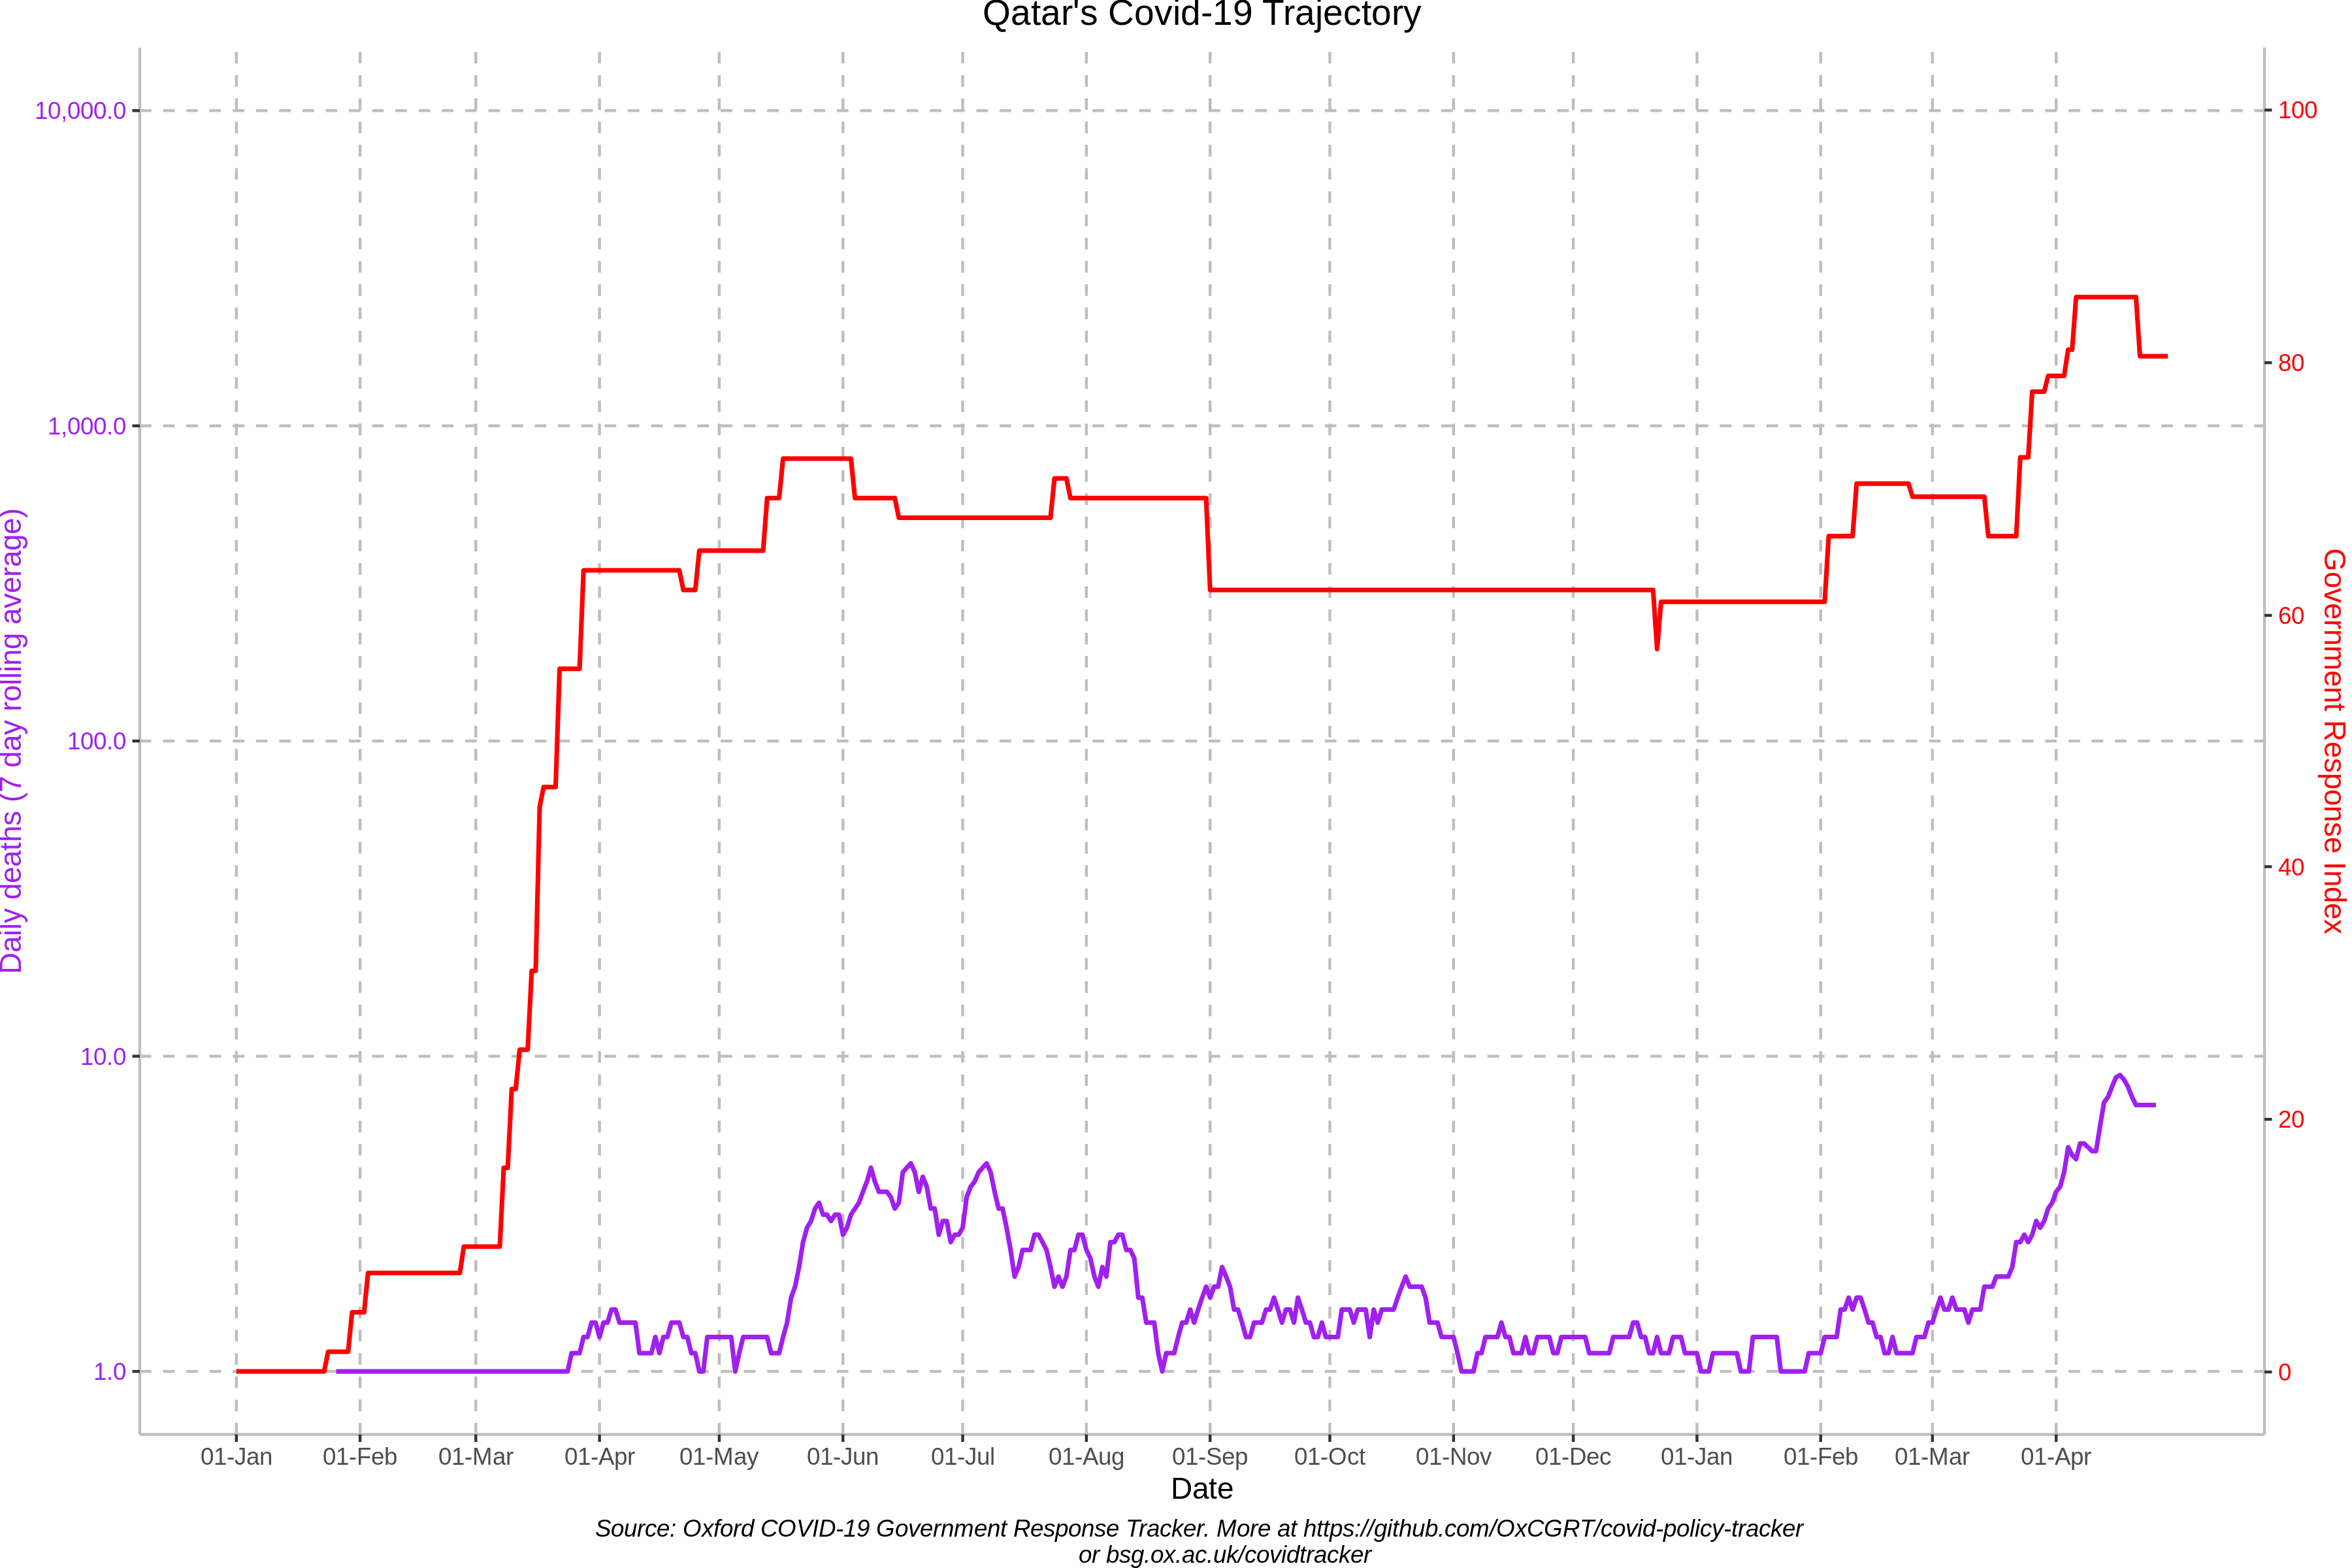 Qatar's Covid-19 Trajectory
10,000.0
1,000.0
100.0
10.0
1.0
Daily deaths (7 day rolling average)
100
80
60
40
20
0
Government Response Index
01-Jan 01-Feb 01-Mar 01-Apr 01-May 01-Jun 01-Jul 01-Aug 01-Sep 01-Oct 01-Nov 01-Dec 01-Jan 01-Feb 01-Mar 01-Apr
Date
Source: Oxford COVID-19 Government Response Tracker. More at https://github.com/OxCGRT/covid-policy-tracker
or bsg.ox.ac.uk/covidtracker